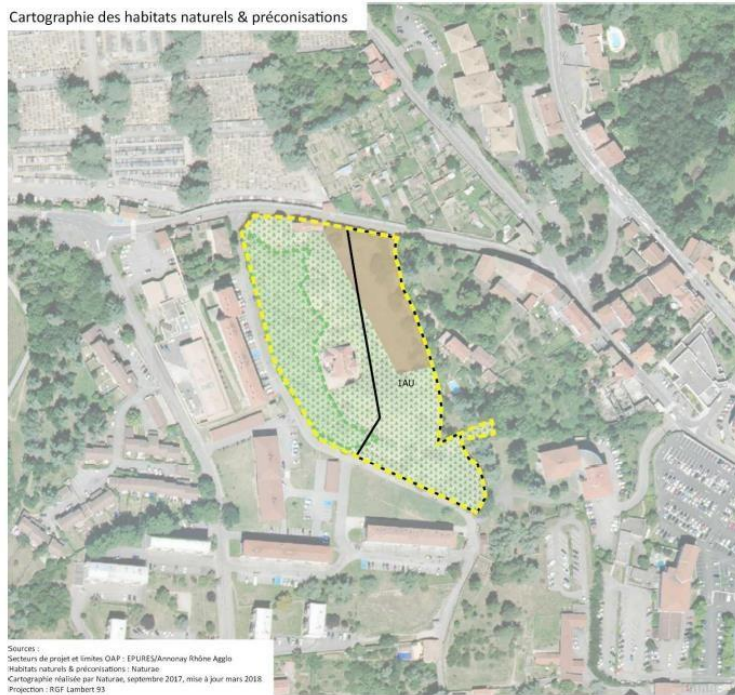 Cartographie des habitats naturels & préconisations
1AU
Sources :
Secteurs de projet et limites OAP : EPURES/Annonay Rhône Agglo
Habitats naturels & préconisations : Naturae
Cartographie réalisée par Naturae, septembre 2017, mise à jour mars 2018
Projection : RGF Lambert 93